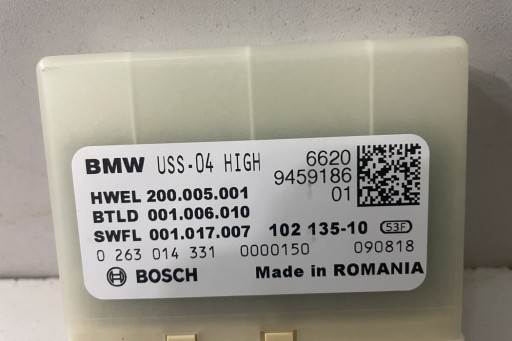 BMW USS-04 HIGH 6620
9459186
HWEL 200.005.001 01
BTLD 001.006.010
SWFL 001.017.007 102 135-10 53F
0 263 014 331 0000150 090818
BOSCH Made in ROMANIA